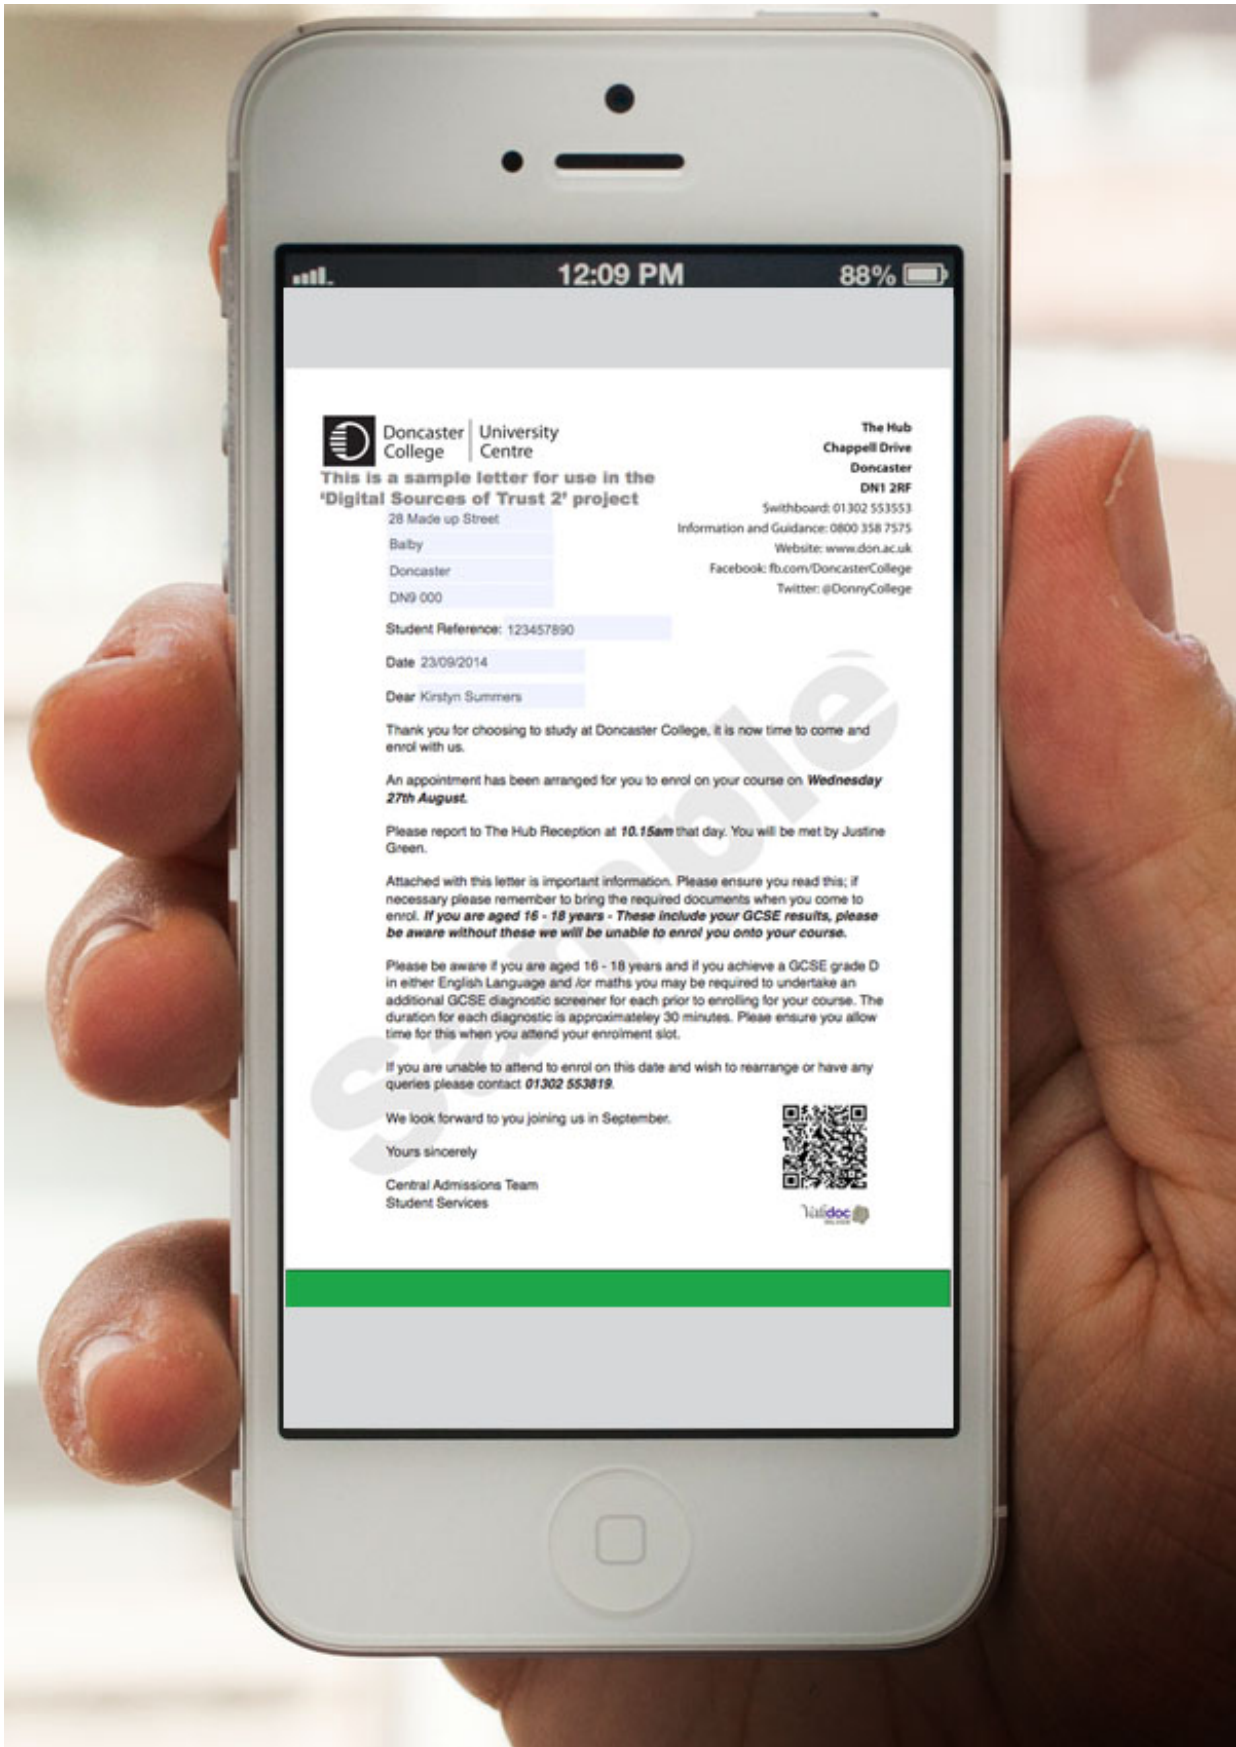 12:09 PM
88%
Doncaster College
University Centre
This is a sample letter for use in the
'Digital Sources of Trust 2' project
The Hub
Chappell Drive
Doncaster
DN1 2RF
Swithboard: 01302 553553
Information and Guidance: 0800 358 7575
Website: www.don.ac.uk
Facebook: fb.com/DoncasterCollege
Twitter: @DonnyCollege
28 Made up Street
Balby
Doncaster
DN9 000
Student Reference: 123457890
Date 23/09/2014
Dear Kirstyn Summers
Thank you for choosing to study at Doncaster College, it is now time to come and
enrol with us.
An appointment has been arranged for you to enrol on your course on Wednesday
27th August.
Please report to The Hub Reception at 10.15am that day. You will be met by Justine
Green.
Attached with this letter is important information. Please ensure you read this; if
necessary please remember to bring the required documents when you come to
enrol. If you are aged 16 - 18 years - These include your GCSE results, please
be aware without these we will be unable to enrol you onto your course.
Please be aware if you are aged 16 - 18 years and if you achieve a GCSE grade D
in either English Language and /or maths you may be required to undertake an
additional GCSE diagnostic screener for each prior to enrolling for your course. The
duration for each diagnostic is approximateley 30 minutes. Please ensure you allow
time for this when you attend your enrolment slot.
If you are unable to attend to enrol on this date and wish to rearrange or have any
queries please contact 01302 553819.
We look forward to you joining us in September.
Yours sincerely
Central Admissions Team
Student Services
Validoc
Sample